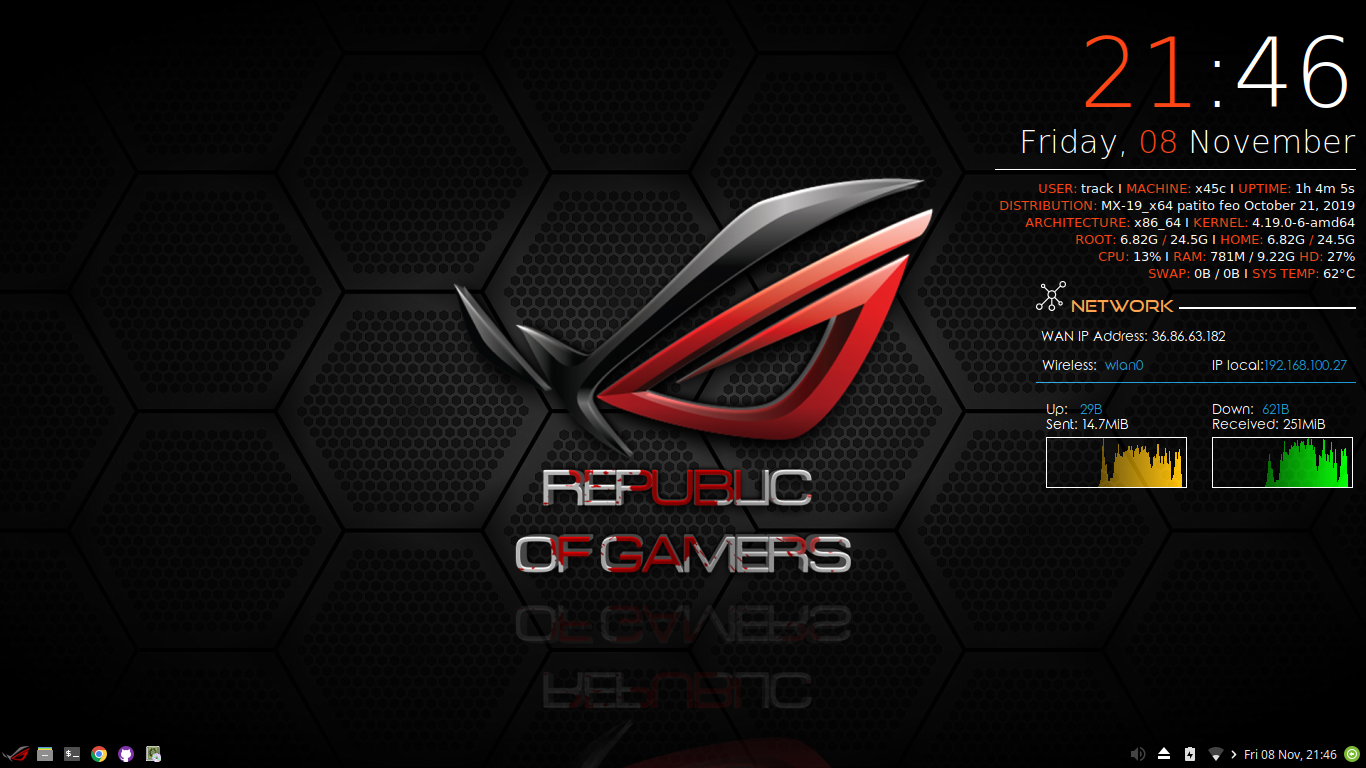 21:46
Friday, 08 November
USER: track I MACHINE: x45c I UPTIME: 1h 4m 5s
DISTRIBUTION: MX-19_x64 patito feo October 21, 2019
ARCHITECTURE: x86_64 I KERNEL: 4.19.0-6-amd64
ROOT: 6.82G / 24.5G I HOME: 6.82G / 24.5G
CPU: 13% I RAM: 781M / 9.22G HD: 27%
SWAP: 0B / 0B I SYS TEMP: 62°C
NETWORK
WAN IP Address: 36.86.63.182
Wireless: wlan0 IP local:192.168.100.27
Up: 29B Down: 621B
Sent: 14.7MiB Received: 251MiB
REPUBLIC
OF GAMERS
$-
Fri 08 Nov, 21:46